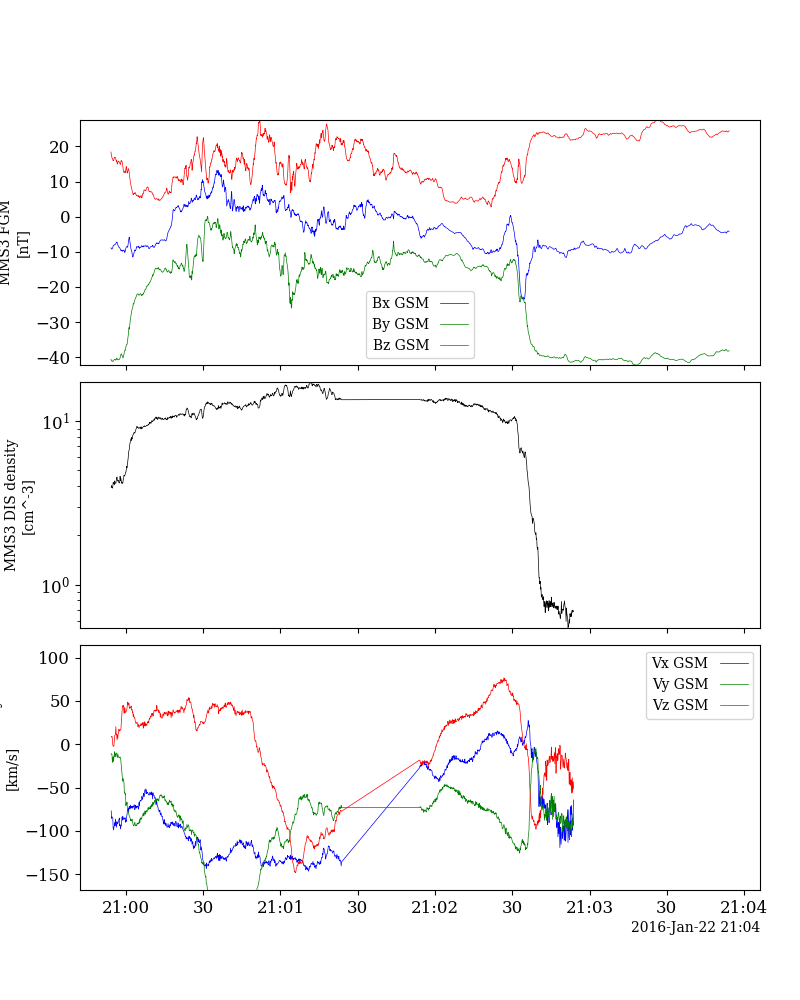 20
10
0
−10
−20
−30
−40
MMS3 FGM
[nT]
Bx GSM
By GSM
Bz GSM
10^1
10^0
MMS3 DIS density
[cm^-3]
100
50
0
−50
−100
−150
[km/s]
Vx GSM
Vy GSM
Vz GSM
21:00 30 21:01 30 21:02 30 21:03 30 21:04
2016-Jan-22 21:04